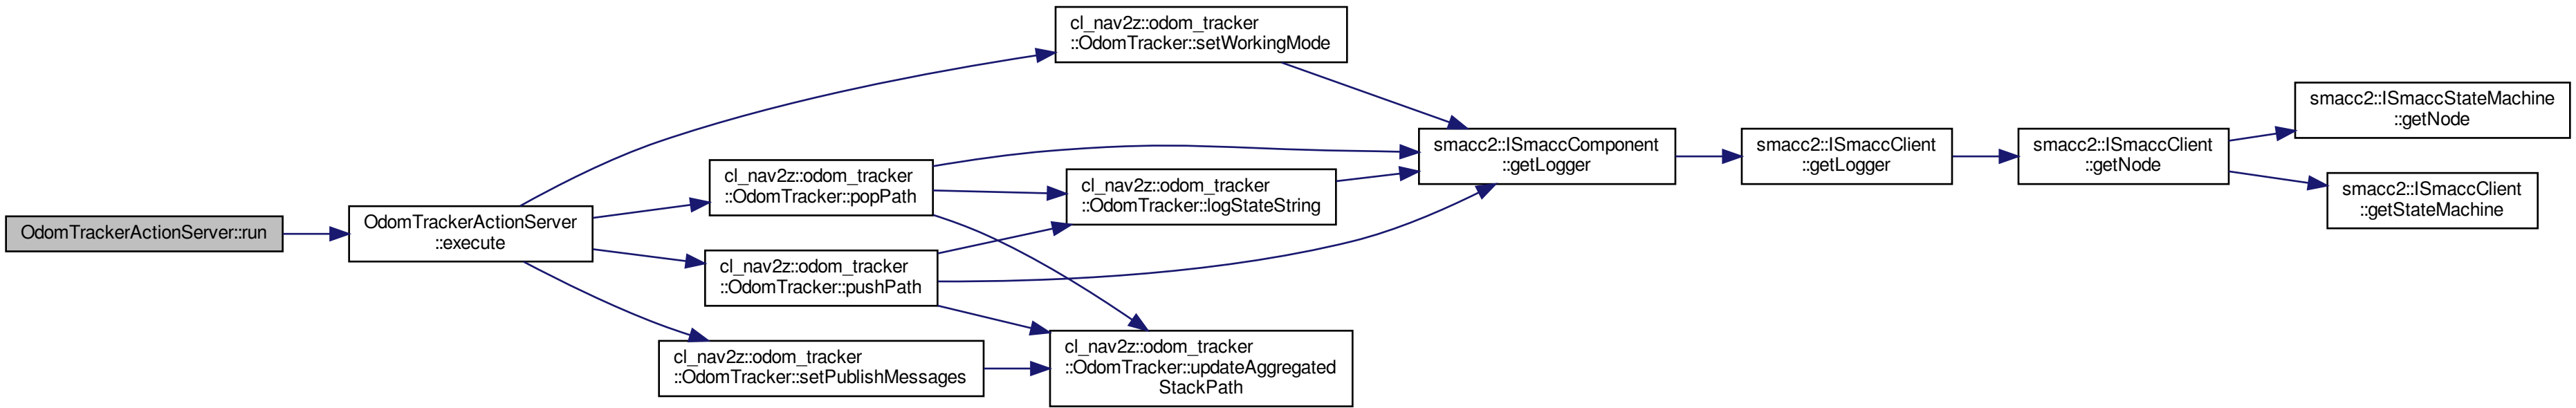 OdomTrackerActionServer::run
OdomTrackerActionServer
::execute
cl_nav2z::odom_tracker
::OdomTracker::setWorkingMode
cl_nav2z::odom_tracker
::OdomTracker::popPath
cl_nav2z::odom_tracker
::OdomTracker::logStateString
cl_nav2z::odom_tracker
::OdomTracker::pushPath
cl_nav2z::odom_tracker
::OdomTracker::setPublishMessages
cl_nav2z::odom_tracker
::OdomTracker::updateAggregated
StackPath
smacc2::ISmaccComponent
::getLogger
smacc2::ISmaccClient
::getLogger
smacc2::ISmaccClient
::getNode
smacc2::ISmaccStateMachine
::getNode
smacc2::ISmaccClient
::getStateMachine